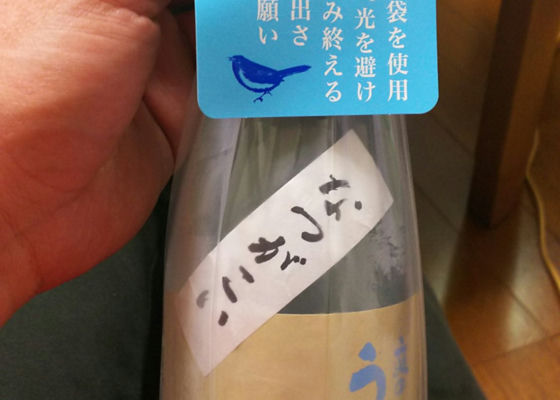 袋を使用
光を避け
み終える
出さ
願い
なつがこい
う